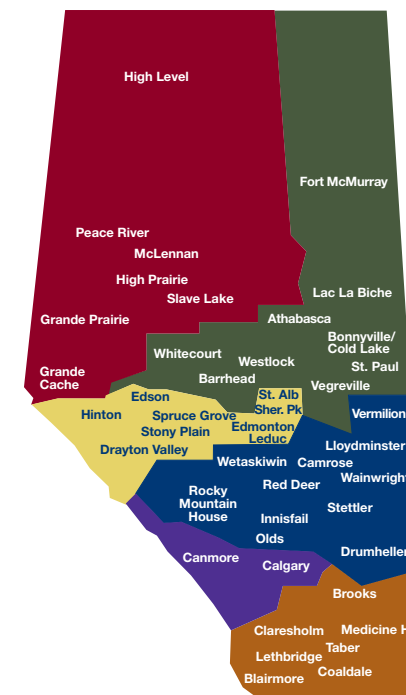 High Level
Fort McMurray
Peace River
McLennan
High Prairie
Slave Lake
Lac La Biche
Grande Prairie
Athabasca
Bonnyville/
Cold Lake
Whitecourt
Westlock
St. Paul
Grande
Cache
Barrhead
Vegreville
Edson
St. Alb
Hinton
Spruce Grove
Sher. Pk
Vermilion
Stony Plain
Edmonton
Leduc
Drayton Valley
Lloydminster
Wetaskiwin
Camrose
Wainwright
Red Deer
Rocky
Mountain
House
Stettler
Innisfail
Olds
Drumheller
Canmore
Calgary
Brooks
Claresholm
Medicine H
Taber
Lethbridge
Coaldale
Blairmore